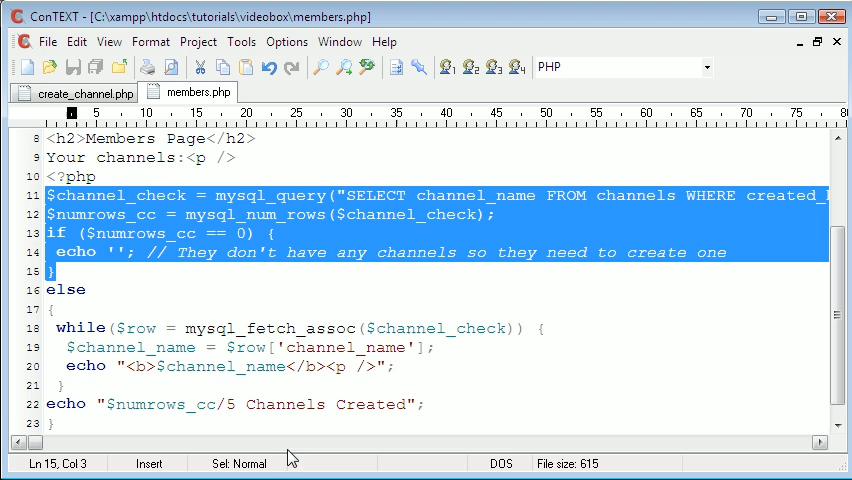 ConTEXT - [C:\xampp\htdocs\tutorials\videobox\members.php]
File Edit View Format Project Tools Options Window Help
1 2 3 4 PHP
create_channel.php members.php
5 10 15 20 25 30 35 40 45 50 55 60 65 70 75 80
8 <h2>Members Page</h2>
9 Your channels:<p />
10 <?php
11 $channel_check = mysql_query("SELECT channel_name FROM channels WHERE created_
12 $numrows_cc = mysql_num_rows($channel_check);
13 if ($numrows_cc == 0) {
14 echo ''; // They don't have any channels so they need to create one
15 }
16 else
17 {
18 while($row = mysql_fetch_assoc($channel_check)) {
19 $channel_name = $row['channel_name'];
20 echo "<b>$channel_name</b><p />";
21 }
22 echo "$numrows_cc/5 Channels Created";
23 }
Ln 15, Col 3 Insert Sel: Normal DOS File size: 615